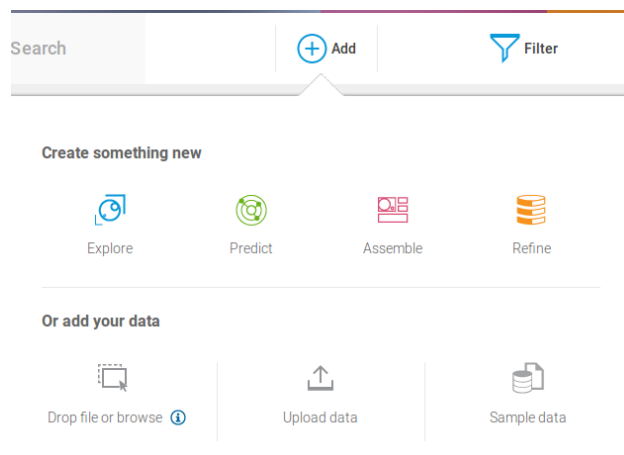 Search
Add
Filter
Create something new
Explore
Predict
Assemble
Refine
Or add your data
Drop file or browse
Upload data
Sample data